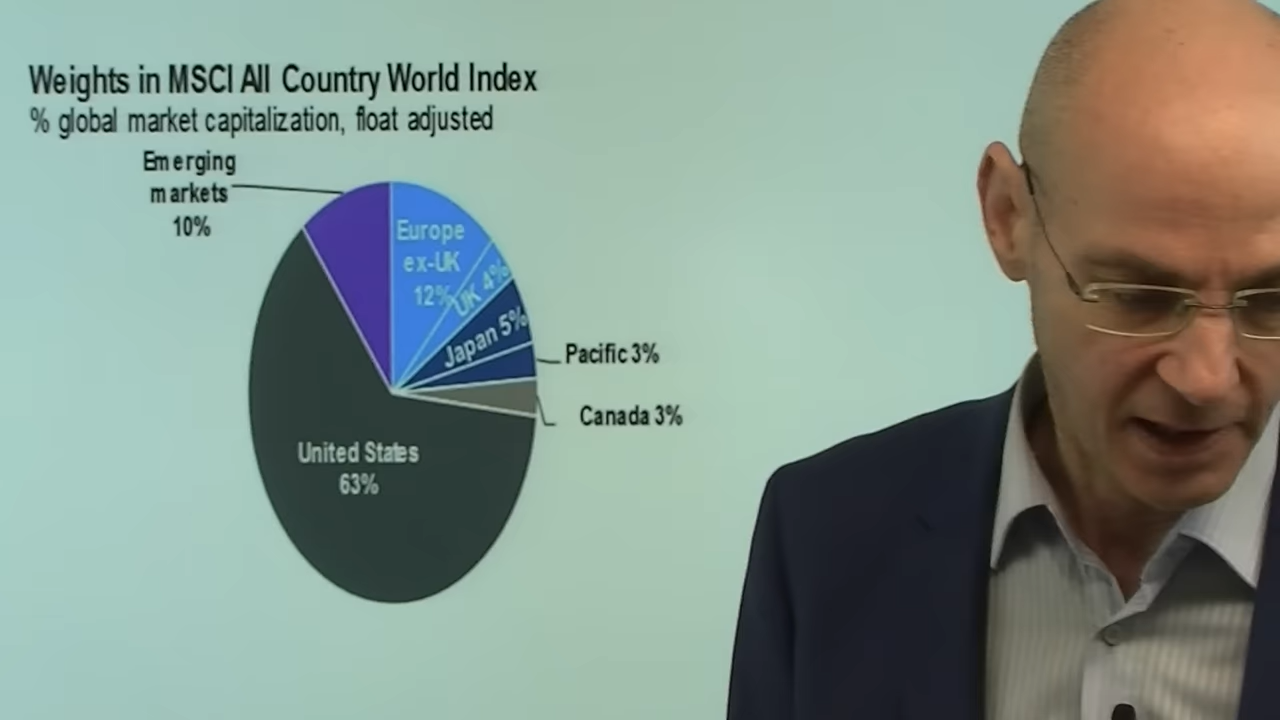 Weights in MSCI All Country World Index
% global market capitalization, float adjusted
Emerging
markets
10%
Europe
ex-UK
12%
UK 4%
Japan 5%
Pacific 3%
Canada 3%
United States
63%